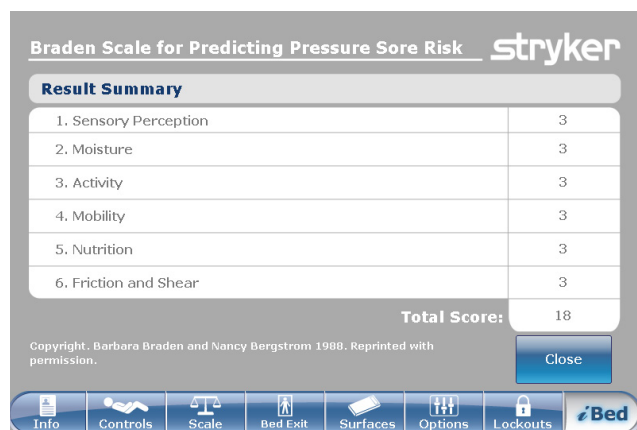 Braden Scale for Predicting Pressure Sore Risk stryker
Result Summary
1. Sensory Perception 3
2. Moisture 3
3. Activity 3
4. Mobility 3
5. Nutrition 3
6. Friction and Shear 3
Total Score: 18
Copyright. Barbara Braden and Nancy Bergstrom 1988. Reprinted with
permission.
Close
Info Controls Scale Bed Exit Surfaces Options Lockouts iBed